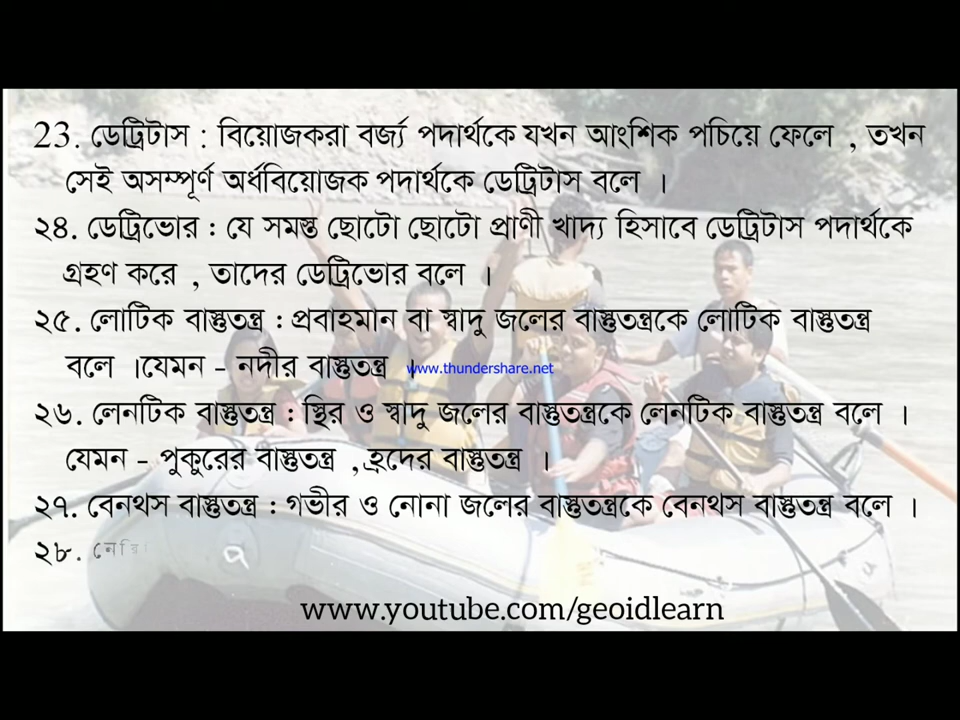 23. ডেট্রিটাস : বিয়োজকরা বর্জ্য পদার্থকে যখন আংশিক পচিয়ে ফেলে , তখন
সেই অসম্পূর্ণ অর্ধবিয়োজক পদার্থকে ডেট্রিটাস বলে ।
২৪. ডেট্রিভোর : যে সমস্ত ছোটো ছোটো প্রাণী খাদ্য হিসাবে ডেট্রিটাস পদার্থকে
গ্রহণ করে , তাদের ডেট্রিভোর বলে ।
২৫. লোটিক বাস্তুতন্ত্র : প্রবাহমান বা স্বাদু জলের বাস্তুতন্ত্রকে লোটিক বাস্তুতন্ত্র
বলে ।যেমন - নদীর বাস্তুতন্ত্র ।
www.thundershare.net
২৬. লেনটিক বাস্তুতন্ত্র : স্থির ও স্বাদু জলের বাস্তুতন্ত্রকে লেনটিক বাস্তুতন্ত্র বলে ।
যেমন - পুকুরের বাস্তুতন্ত্র , হ্রদের বাস্তুতন্ত্র ।
২৭. বেনথস বাস্তুতন্ত্র : গভীর ও নোনা জলের বাস্তুতন্ত্রকে বেনথস বাস্তুতন্ত্র বলে ।
২৮.
www.youtube.com/geoidlearn